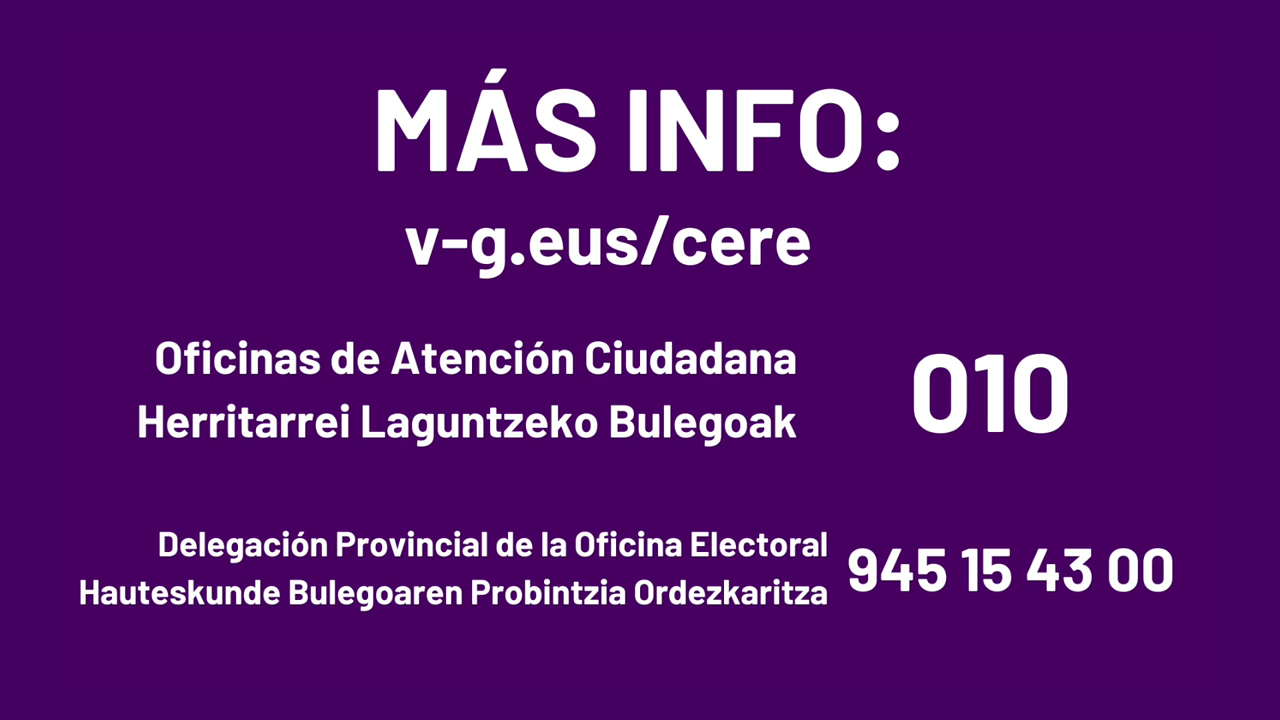 MÁS INFO:
v-g.eus/cere
Oficinas de Atención Ciudadana
Herritarrei Laguntzeko Bulegoak
010
Delegación Provincial de la Oficina Electoral
Hauteskunde Bulegoaren Probintzia Ordezkaritza
945 15 43 00